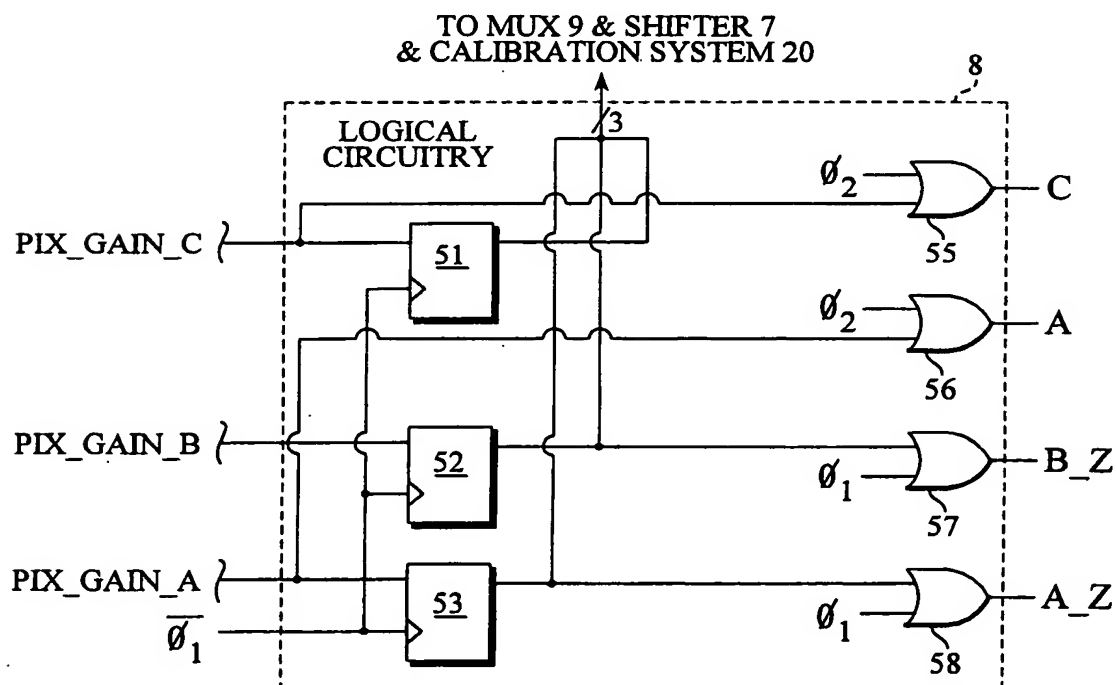 TO MUX 9 & SHIFTER 7
& CALIBRATION SYSTEM 20
8
3
LOGICAL
CIRCUITRY
Ø2
C
55
PIX_GAIN_C
51
Ø2
A
56
PIX_GAIN_B
52
B_Z
Ø1
57
PIX_GAIN_A
53
A_Z
Ø1
Ø̅1
58